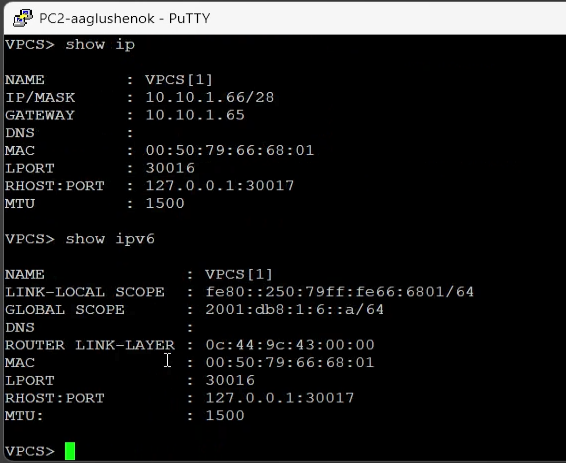 PC2-aaglushenok - PuTTY
VPCS> show ip
NAME        : VPCS[1]
IP/MASK     : 10.10.1.66/28
GATEWAY     : 10.10.1.65
DNS         :
MAC         : 00:50:79:66:68:01
LPORT       : 30016
RHOST:PORT  : 127.0.0.1:30017
MTU         : 1500
VPCS> show ipv6
NAME              : VPCS[1]
LINK-LOCAL SCOPE  : fe80::250:79ff:fe66:6801/64
GLOBAL SCOPE      : 2001:db8:1:6::a/64
DNS               :
ROUTER LINK-LAYER : 0c:44:9c:43:00:00
MAC               : 00:50:79:66:68:01
LPORT             : 30016
RHOST:PORT        : 127.0.0.1:30017
MTU:              : 1500
VPCS>